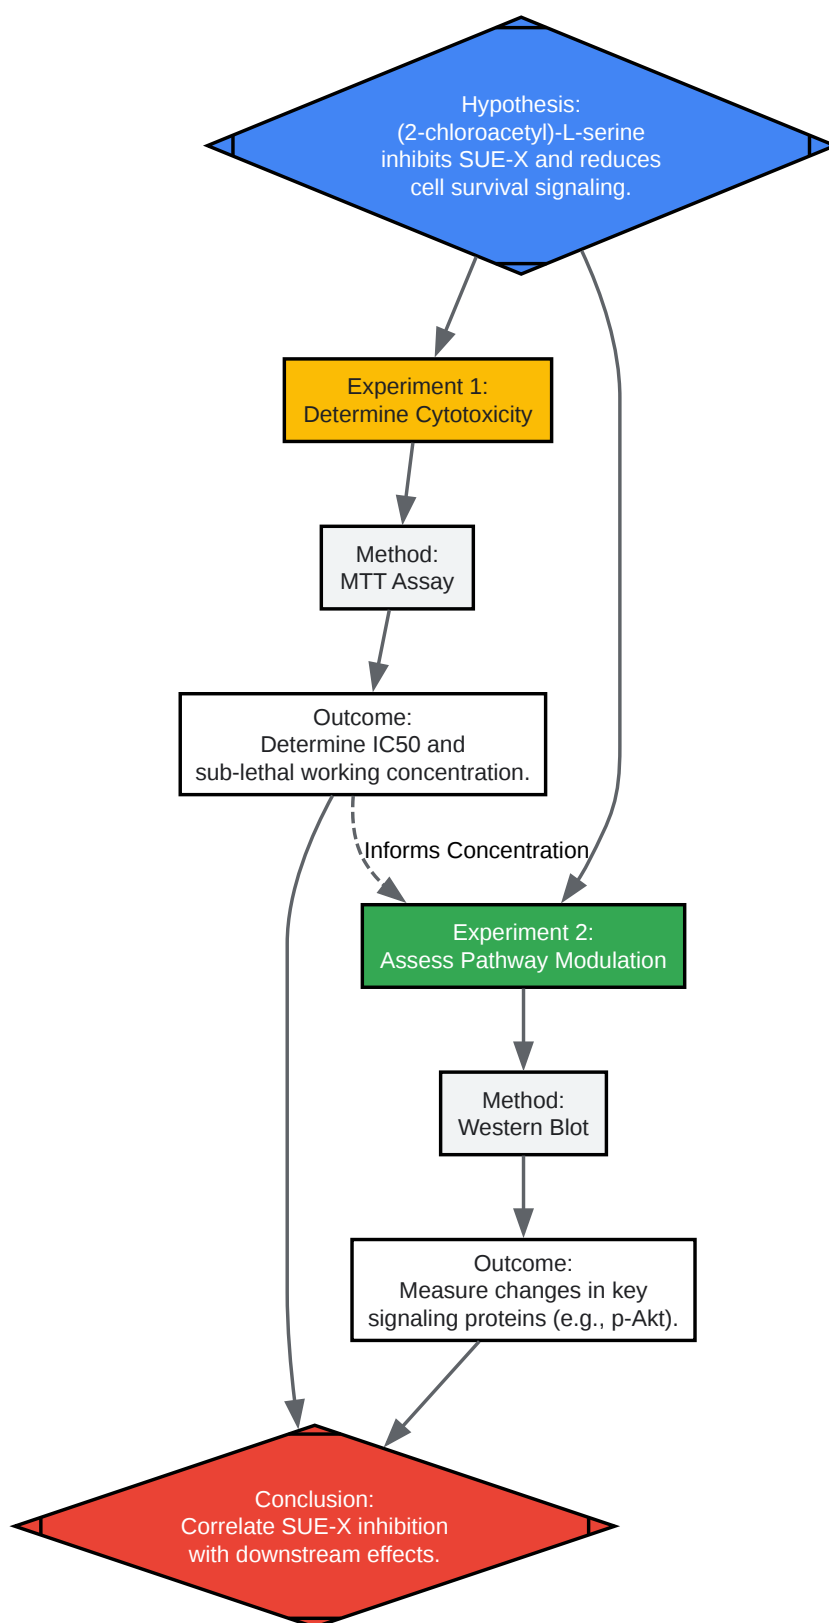 Hypothesis:
(2-chloroacetyl)-L-serine
inhibits SUE-X and reduces
cell survival signaling.
Experiment 1:
Determine Cytotoxicity
Method:
MTT Assay
Outcome:
Determine IC50 and
sub-lethal working concentration.
Informs Concentration
Experiment 2:
Assess Pathway Modulation
Method:
Western Blot
Outcome:
Measure changes in key
signaling proteins (e.g., p-Akt).
Conclusion:
Correlate SUE-X inhibition
with downstream effects.